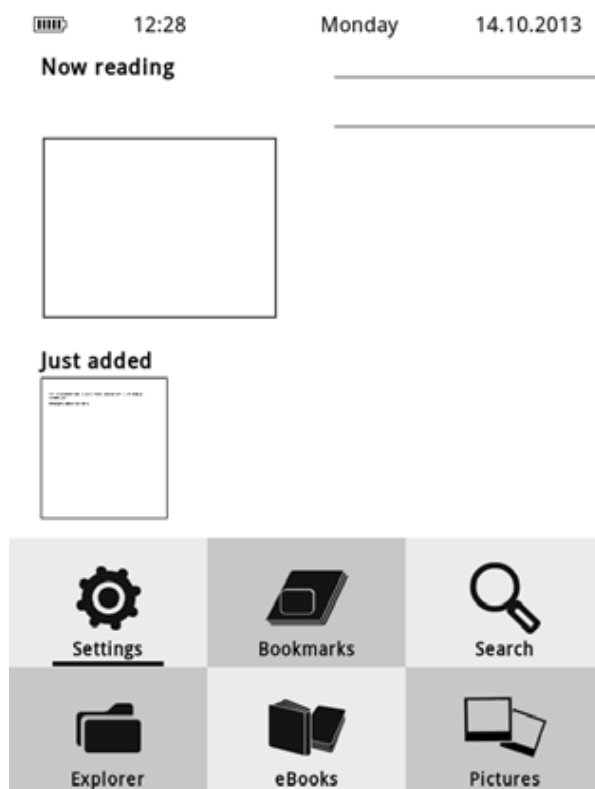 12:28 Monday 14.10.2013
Now reading
Just added
Settings Bookmarks Search
Explorer eBooks Pictures